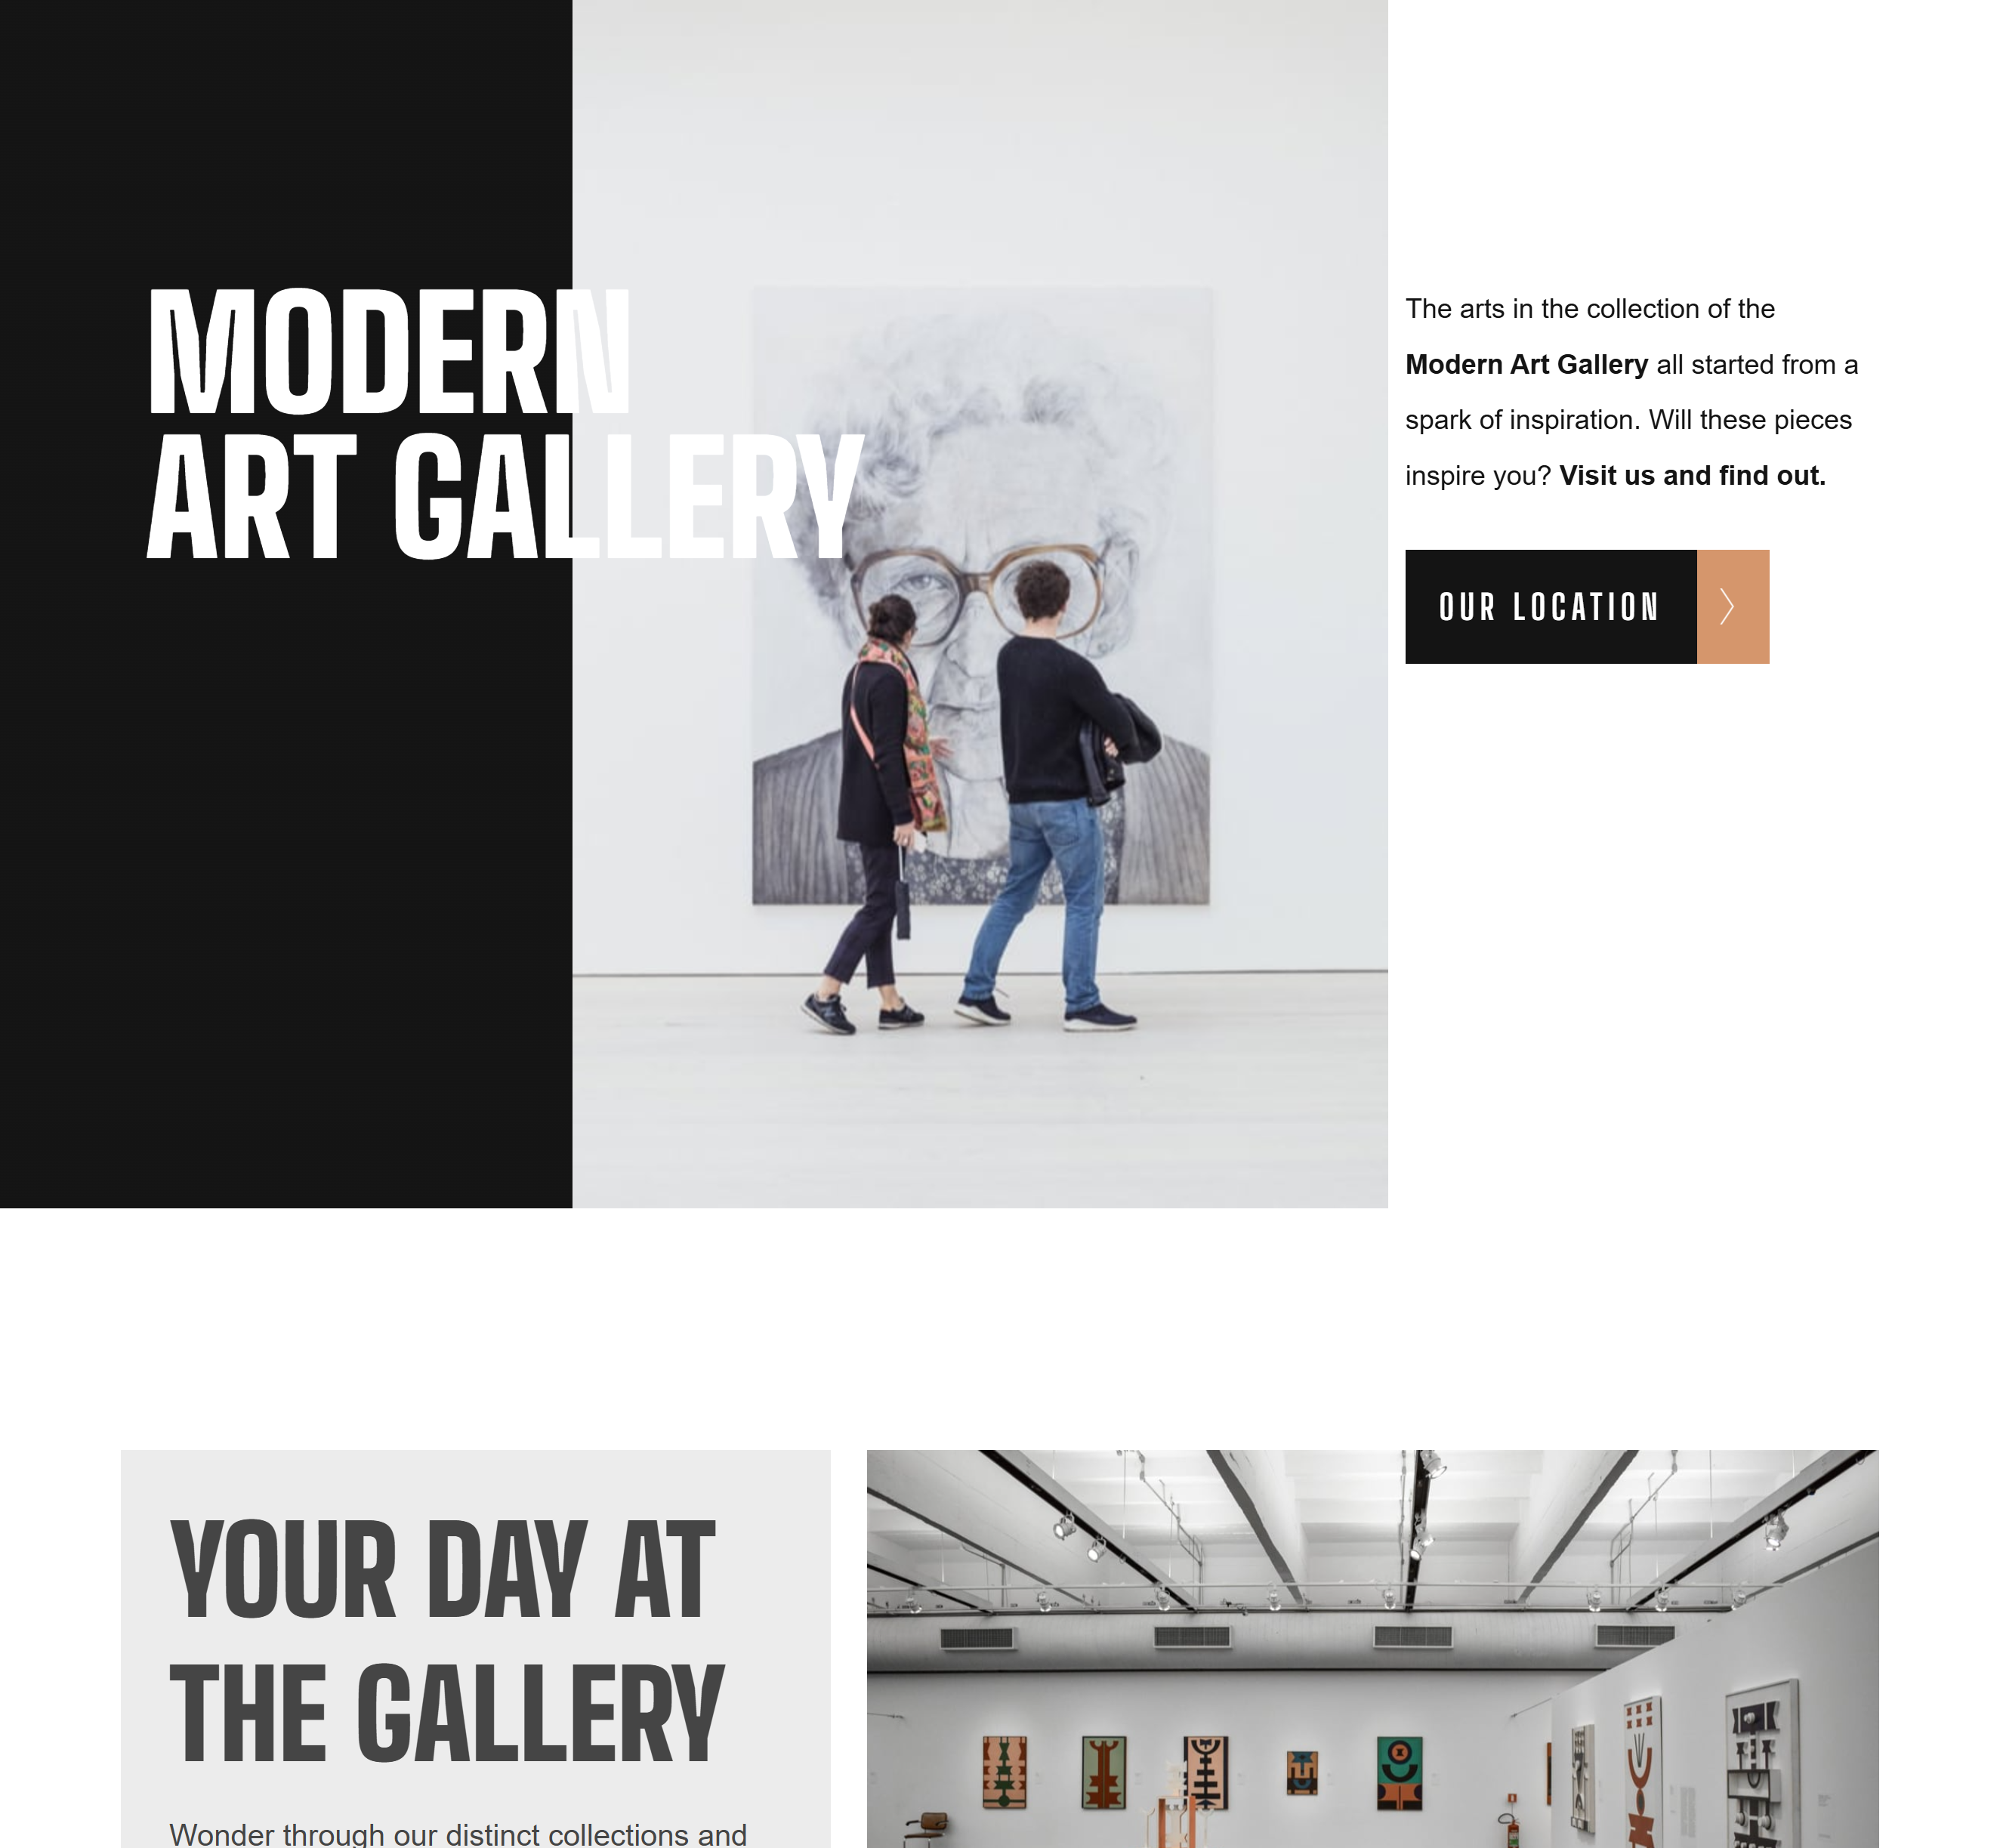 MODERN
ART GALLERY
The arts in the collection of the
Modern Art Gallery all started from a
spark of inspiration. Will these pieces
inspire you? Visit us and find out.
OUR LOCATION
YOUR DAY AT
THE GALLERY
Wonder through our distinct collections and